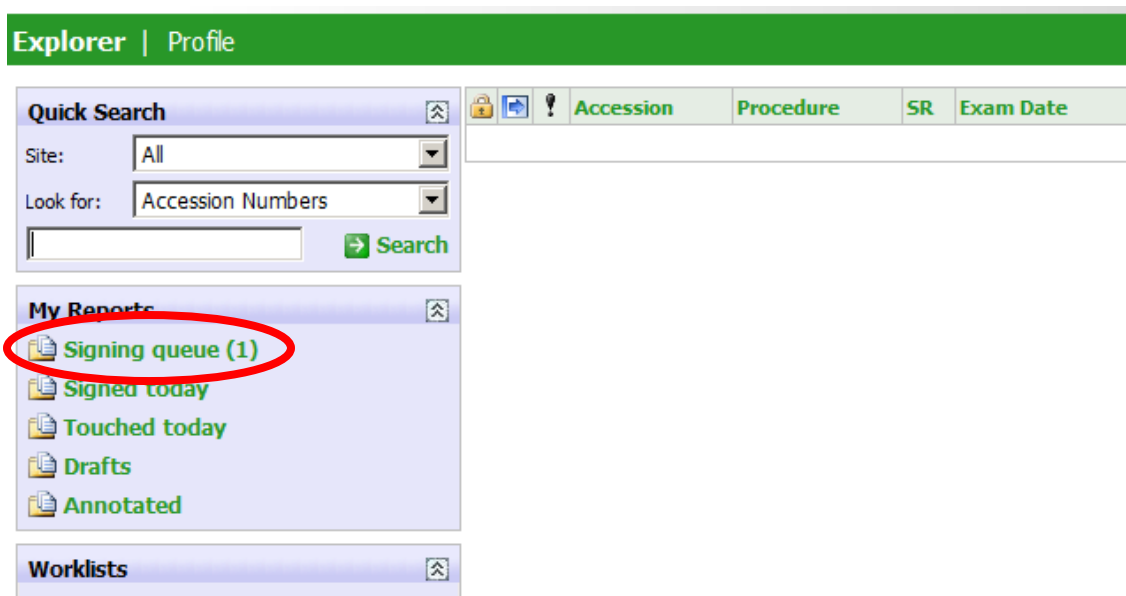 Explorer | Profile
Quick Search
Site: All
Look for: Accession Numbers
Search
My Reports
Signing queue (1)
Signed today
Touched today
Drafts
Annotated
Worklists
! Accession Procedure SR Exam Date